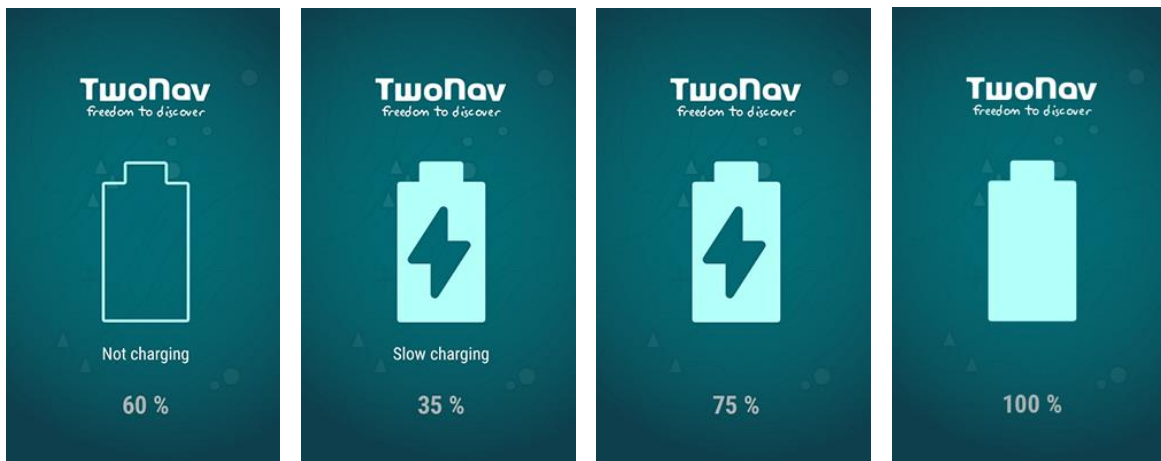 TwoNav
freedom to discover
Not charging
60 %
TwoNav
freedom to discover
Slow charging
35 %
TwoNav
freedom to discover
75 %
TwoNav
freedom to discover
100 %